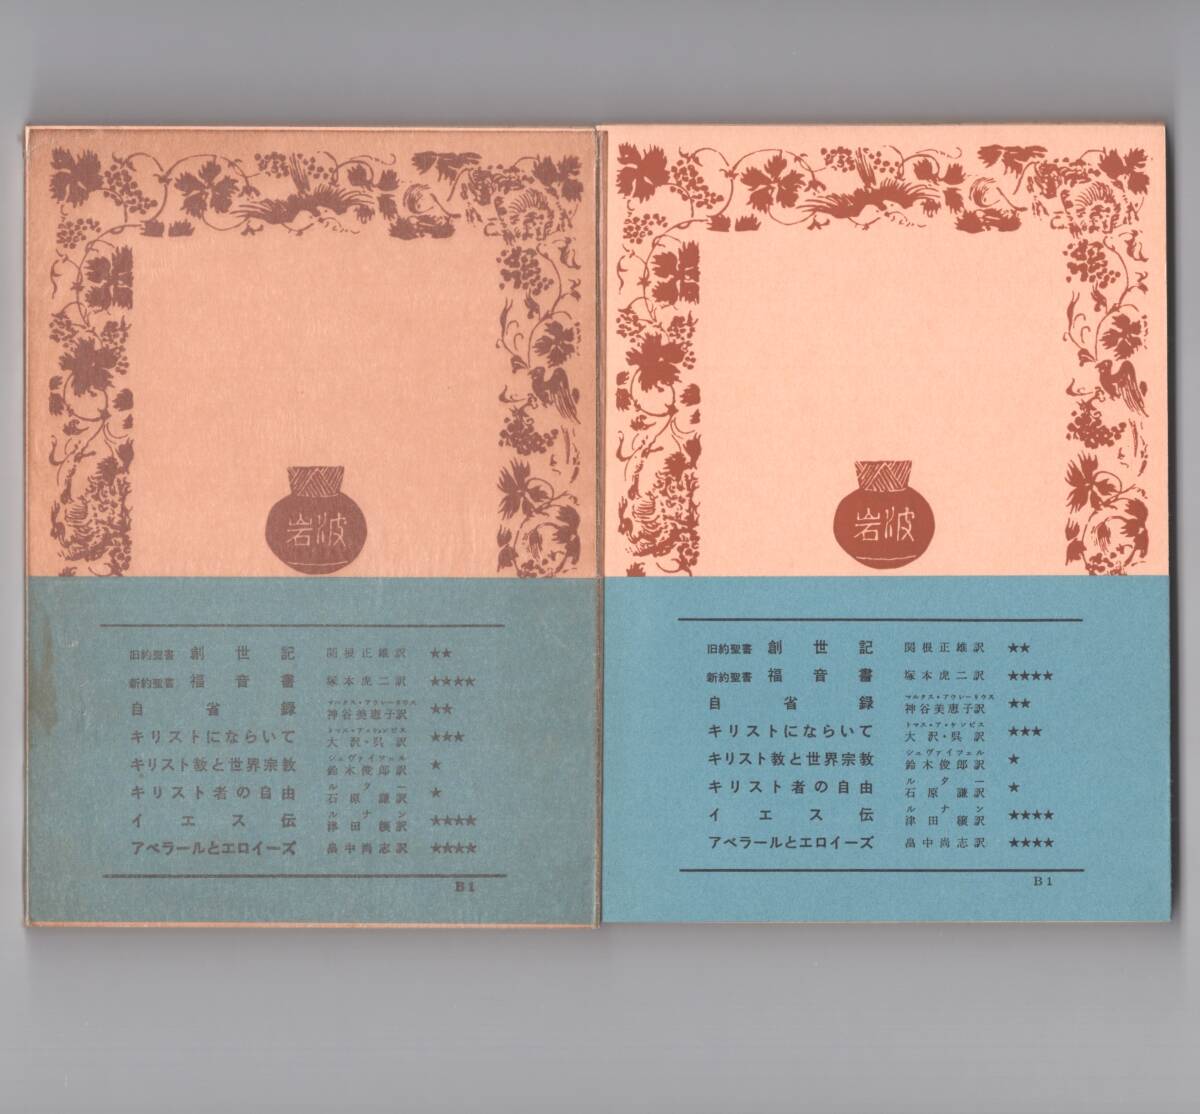 岩波
旧約聖書 創世記 関根正雄訳 ★★
新約聖書 福音書 塚本虎二訳 ★★★★
マルクス・アウレーリウス
自省録 神谷美恵子訳 ★★
トマス・ア・ケンピス
キリストにならいて 大沢・呉訳 ★★★
シュヴァイツェル
キリスト教と世界宗教 鈴木俊郎訳 ★
ルター
キリスト者の自由 石原謙訳 ★
ルナン
イエス伝 津田穣訳 ★★★★
アベラールとエロイーズ 畠中尚志訳 ★★★★
B1
岩波
旧約聖書 創世記 関根正雄訳 ★★
新約聖書 福音書 塚本虎二訳 ★★★★
マルクス・アウレーリウス
自省録 神谷美恵子訳 ★★
トマス・ア・ケンピス
キリストにならいて 大沢・呉訳 ★★★
シュヴァイツェル
キリスト教と世界宗教 鈴木俊郎訳 ★
ルター
キリスト者の自由 石原謙訳 ★
ルナン
イエス伝 津田穣訳 ★★★★
アベラールとエロイーズ 畠中尚志訳 ★★★★
B1